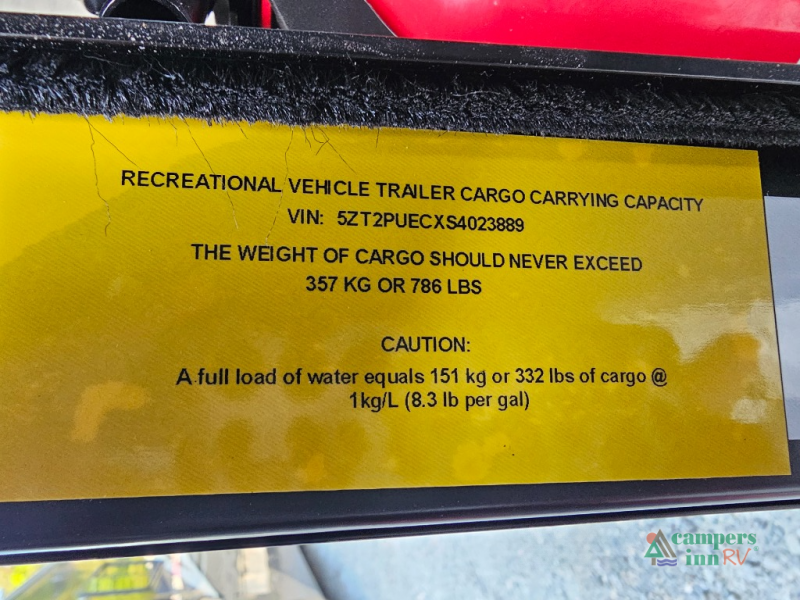 RECREATIONAL VEHICLE TRAILER CARGO CARRYING CAPACITY
VIN: 5ZT2PUECXS4023889
THE WEIGHT OF CARGO SHOULD NEVER EXCEED
357 KG OR 786 LBS
CAUTION:
A full load of water equals 151 kg or 332 lbs of cargo @
1kg/L (8.3 lb per gal)
campers
inn RV